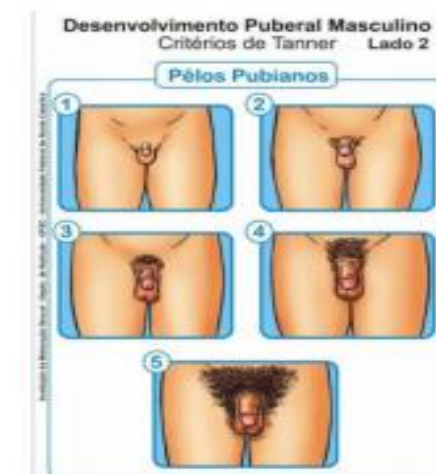 Desenvolvimento Puberal Masculino
Critérios de Tanner Lado 2
Pêlos Pubianos
1
2
3
4
5